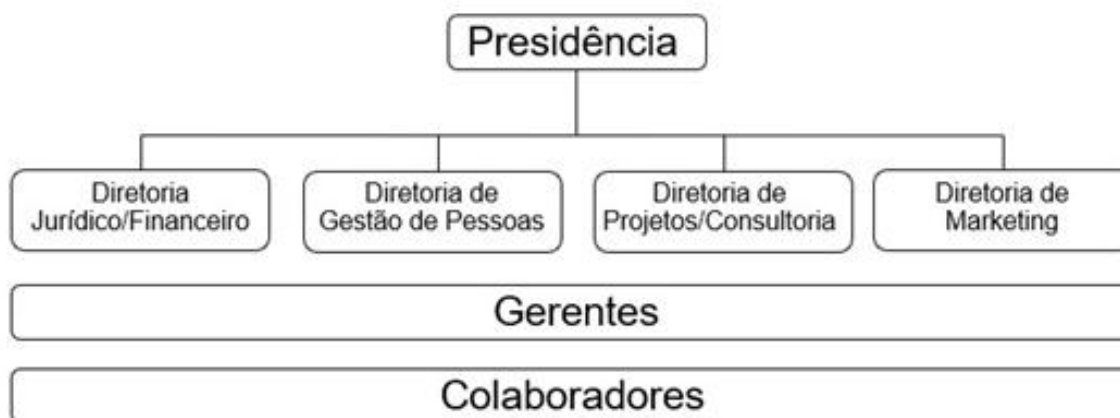 Presidência
Diretoria
Jurídico/Financeiro
Diretoria de
Gestão de Pessoas
Diretoria de
Projetos/Consultoria
Diretoria de
Marketing
Gerentes
Colaboradores